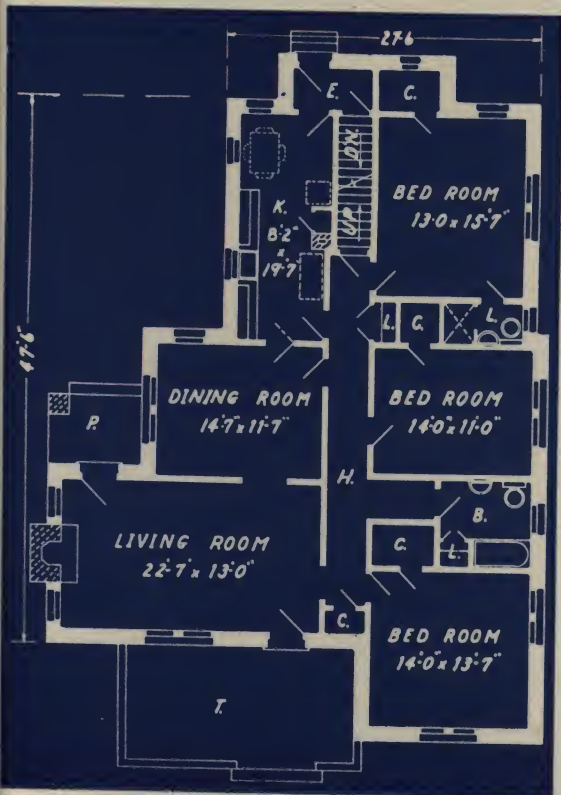 27-6
E.
C.
DN.
UP
BED ROOM
13-0 x 15-7"
K.
8-2"
x
19-7"
47-6"
L.
C.
L.
DINING ROOM
14-7" x 11-7"
BED ROOM
14-0" x 11-0"
P.
H.
B.
LIVING ROOM
22-7" x 13-0"
C.
L.
C.
BED ROOM
14-0" x 13-7"
T.